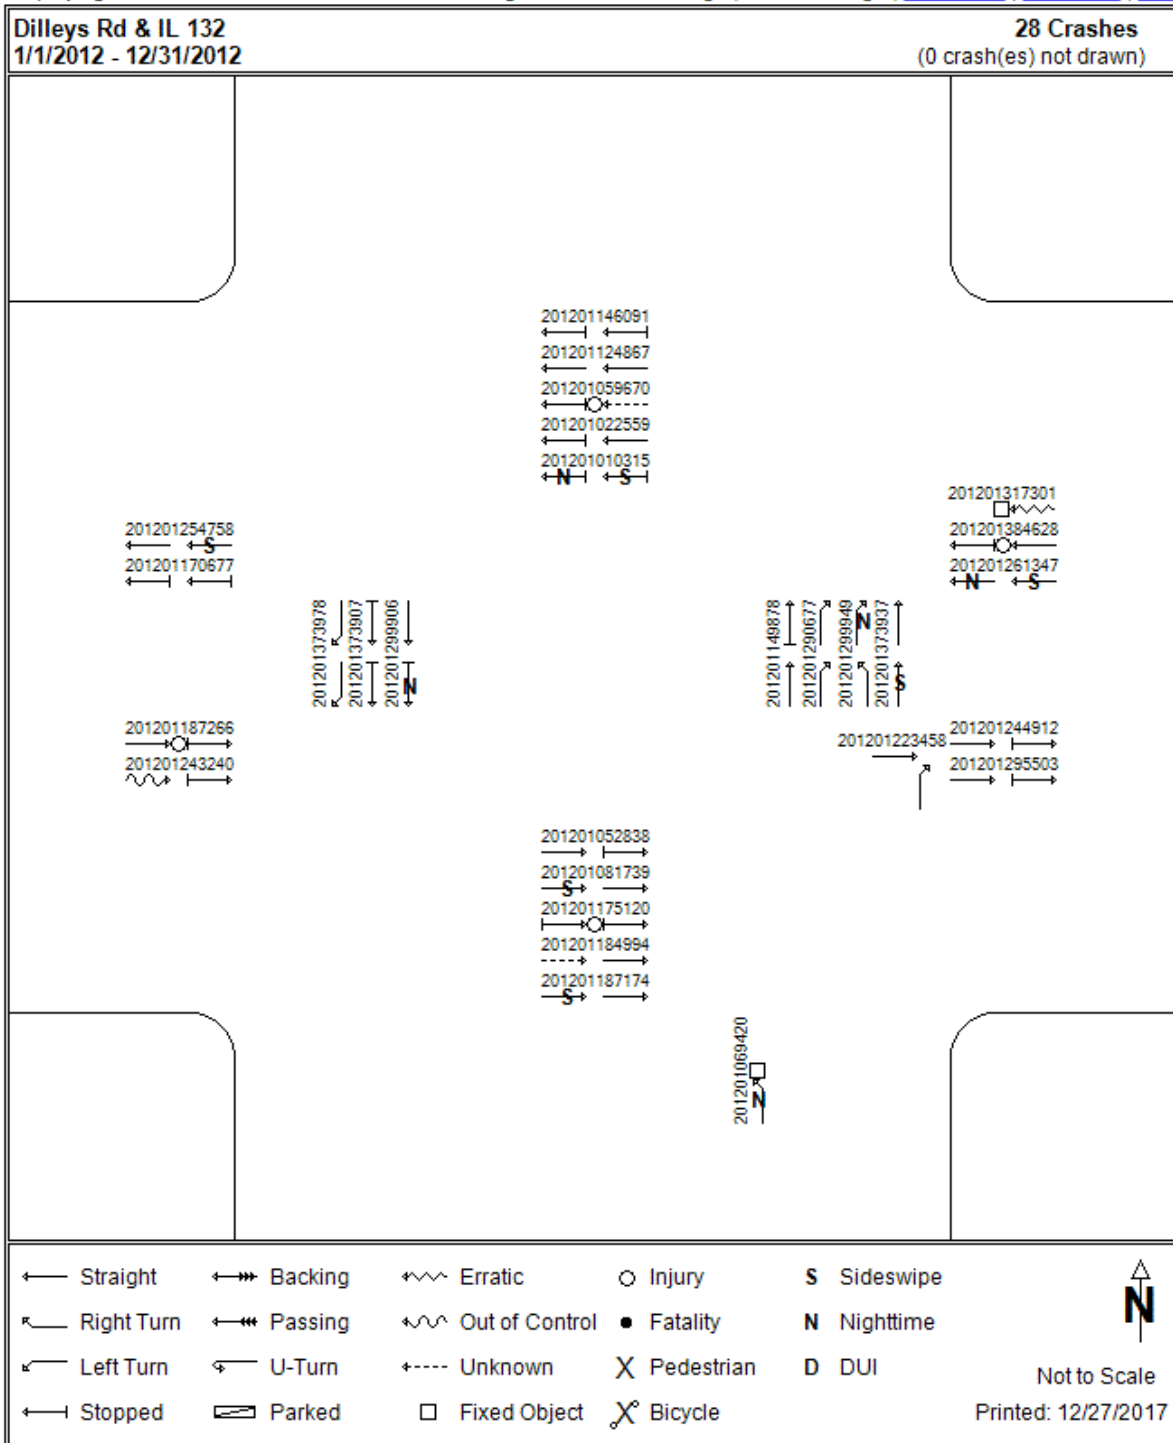 Dilleys Rd & IL 132
28 Crashes
1/1/2012 - 12/31/2012
(0 crash(es) not drawn)
201201146091
201201124867
201201059670
201201022559
201201010315
N S
201201317301
201201384628
201201261347
N S
201201254758
S
201201170677
201201373978
201201373907
201201299906
N
201201149878
201201290677
201201299949
N
201201373937
S
201201187266
201201243240
201201223458
201201244912
201201295503
201201052838
201201081739
S
201201175120
201201184994
201201187174
S
201201069420
N
Straight
Backing
Erratic
Injury
S Sideswipe
Right Turn
Passing
Out of Control
Fatality
N Nighttime
Left Turn
U-Turn
Unknown
Pedestrian
D DUI
Stopped
Parked
Fixed Object
Bicycle
N
Not to Scale
Printed: 12/27/2017